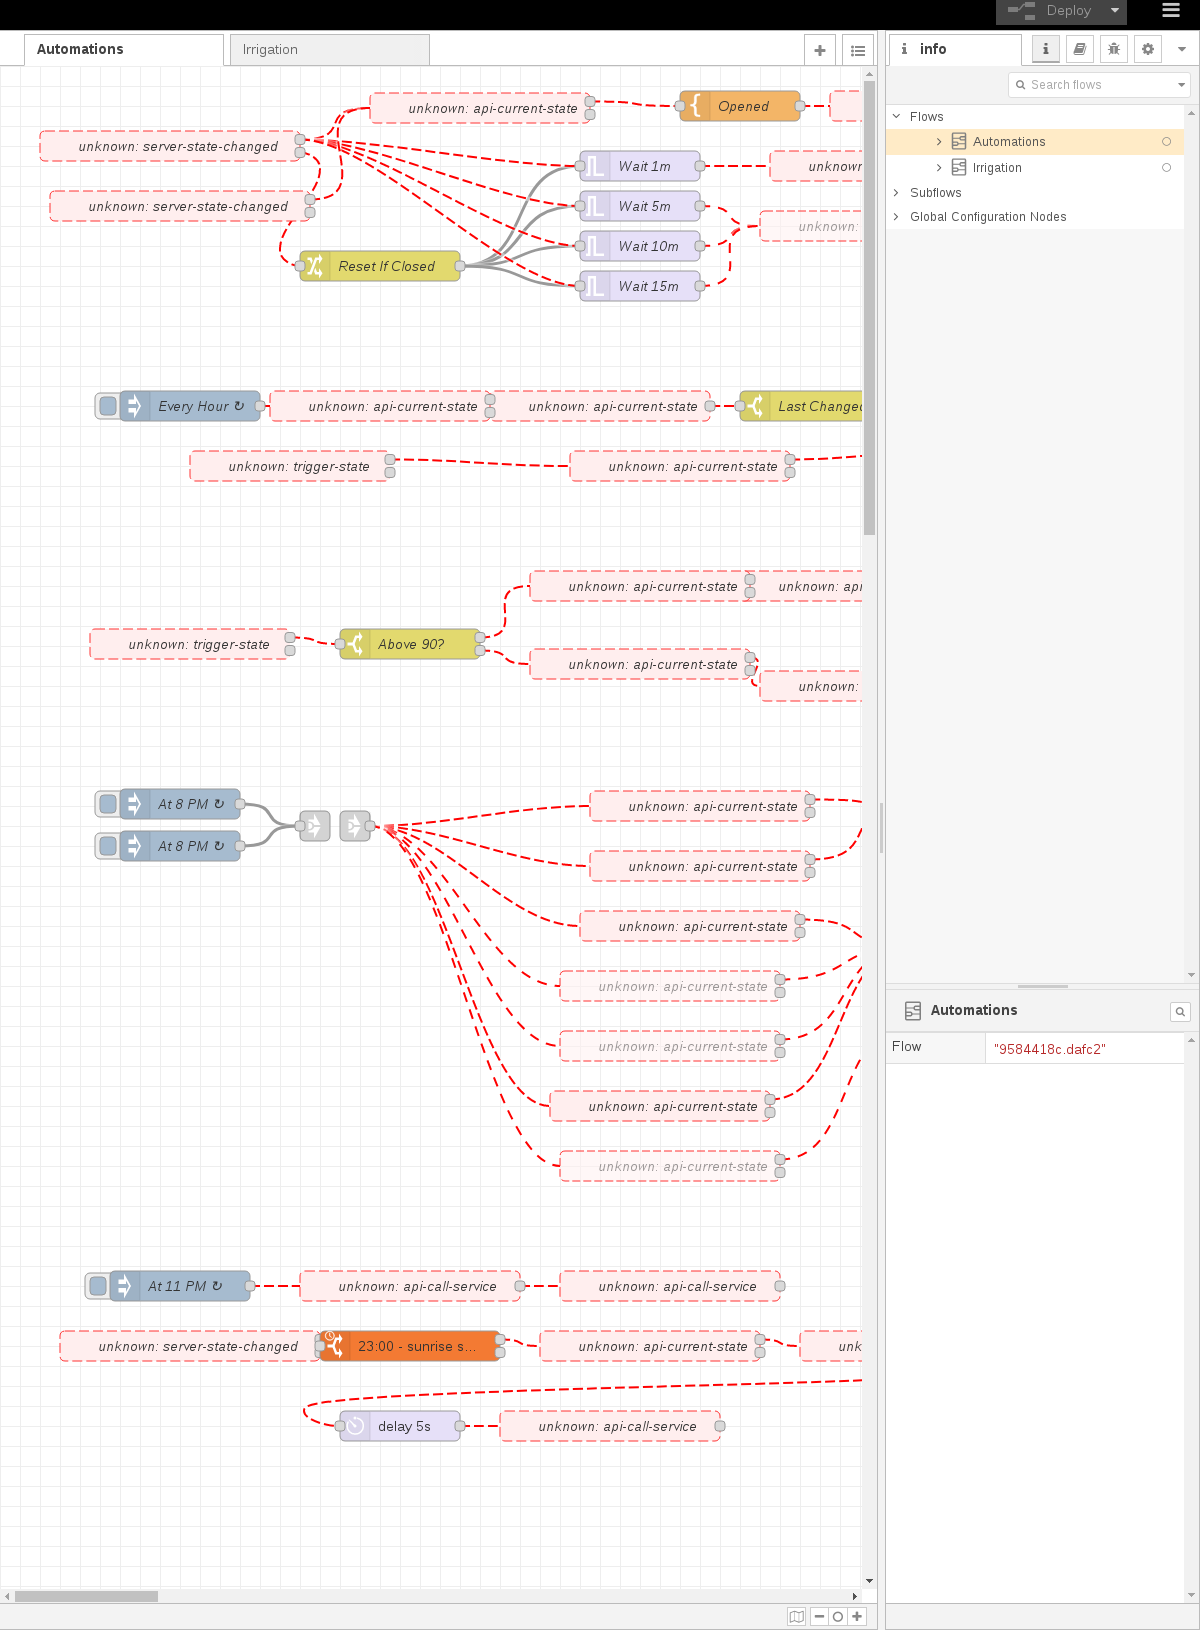 Deploy
Automations
Irrigation
info
Search flows
Flows
Automations
Irrigation
Subflows
Global Configuration Nodes
unknown: api-current-state
Opened
unknown: server-state-changed
Wait 1m
unknown
unknown: server-state-changed
Wait 5m
unknown:
Wait 10m
Reset If Closed
Wait 15m
Every Hour ↻
unknown: api-current-state
unknown: api-current-state
Last Changed
unknown: trigger-state
unknown: api-current-state
unknown: api-current-state
unknown: api
unknown: trigger-state
Above 90?
unknown: api-current-state
unknown:
At 8 PM ↻
At 8 PM ↻
unknown: api-current-state
unknown: api-current-state
unknown: api-current-state
unknown: api-current-state
unknown: api-current-state
unknown: api-current-state
unknown: api-current-state
At 11 PM ↻
unknown: api-call-service
unknown: api-call-service
unknown: server-state-changed
23:00 - sunrise s...
unknown: api-current-state
unk
delay 5s
unknown: api-call-service
Automations
Flow
"9584418c.dafc2"